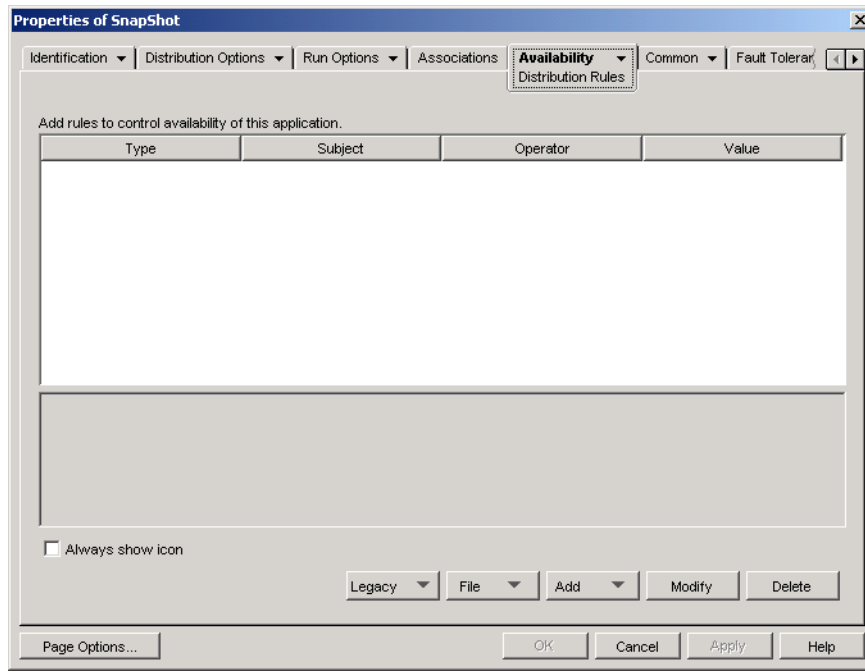 Properties of SnapShot
Identification Distribution Options Run Options Associations Availability Common Fault Toleran
Distribution Rules
Add rules to control availability of this application.
Type Subject Operator Value
Always show icon
Legacy File Add Modify Delete
Page Options... OK Cancel Apply Help